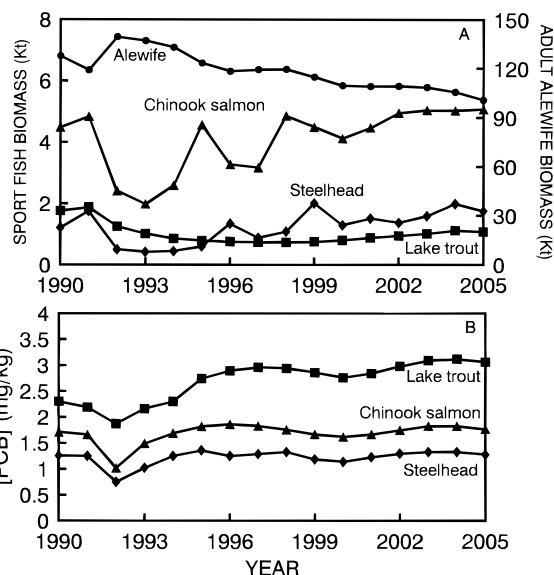 8
6
4
2
0
SPORT FISH BIOMASS (Kt)
A
Alewife
Chinook salmon
Steelhead
Lake trout
150
120
90
60
30
0
ADULT ALEWIFE BIOMASS (Kt)
1990 1993 1996 1999 2002 2005
4
3.5
3
2.5
2
1.5
1
0.5
0
[PCB] (mg/kg)
B
Lake trout
Chinook salmon
Steelhead
1990 1993 1996 1999 2002 2005
YEAR